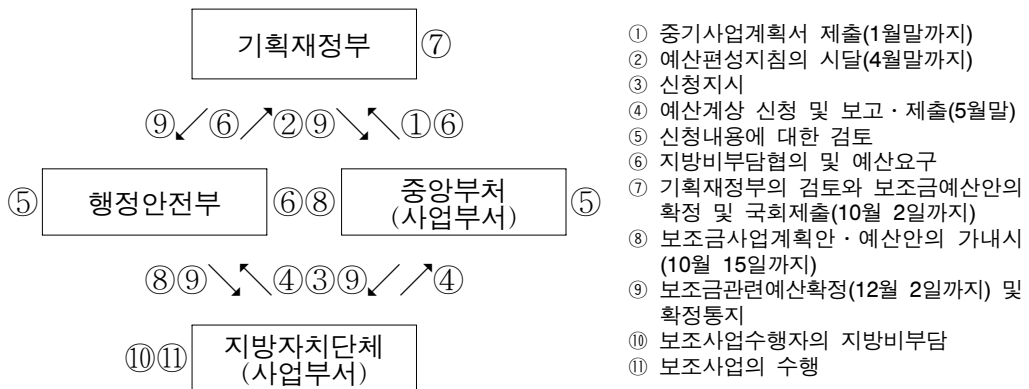 기획재정부 ⑦
⑨ ⑥ ②⑨ ①⑥
⑤ 행정안전부 ⑥⑧ 중앙부처 ⑤
(사업부서)
⑧⑨ ④③⑨ ④
⑩⑪ 지방자치단체
(사업부서)
① 중기사업계획서 제출(1월말까지)
② 예산편성지침의 시달(4월말까지)
③ 신청지시
④ 예산계상 신청 및 보고·제출(5월말)
⑤ 신청내용에 대한 검토
⑥ 지방비부담협의 및 예산요구
⑦ 기획재정부의 검토와 보조금예산안의
확정 및 국회제출(10월 2일까지)
⑧ 보조금사업계획안·예산안의 가내시
(10월 15일까지)
⑨ 보조금관련예산확정(12월 2일까지) 및
확정통지
⑩ 보조사업수행자의 지방비부담
⑪ 보조사업의 수행